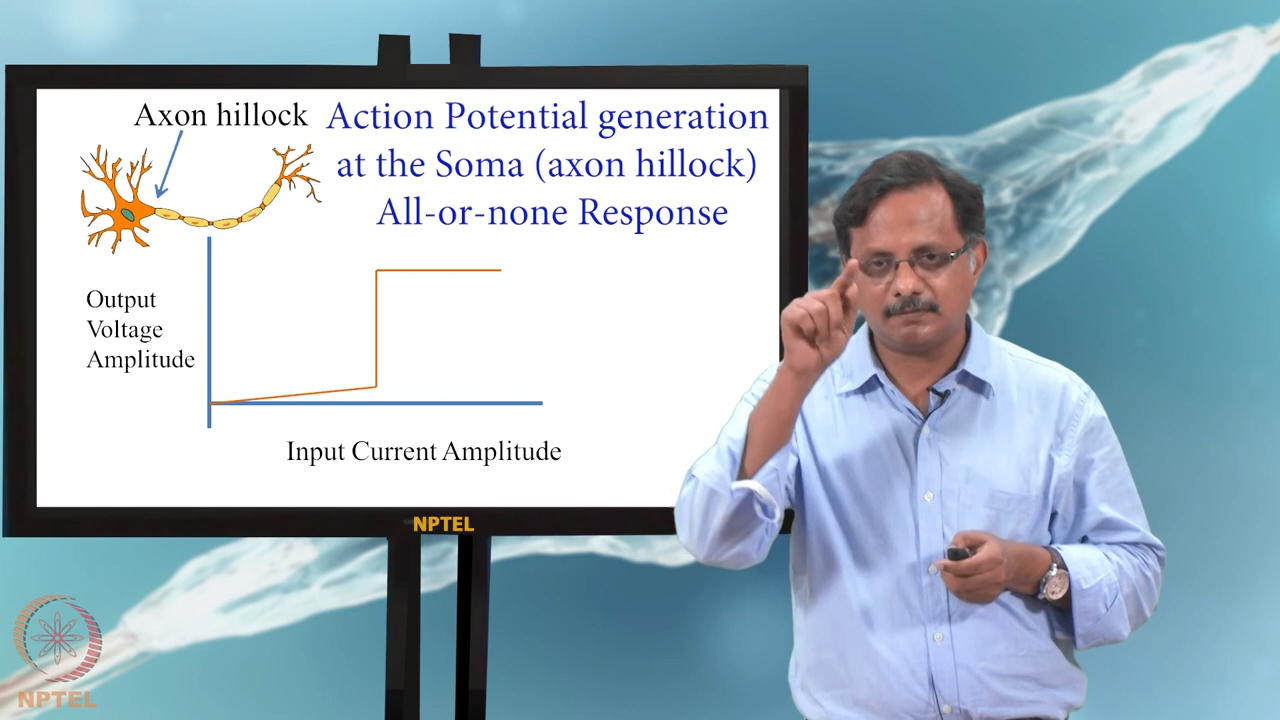 Axon hillock
Action Potential generation
at the Soma (axon hillock)
All-or-none Response
Output
Voltage
Amplitude
Input Current Amplitude
NPTEL
NPTEL